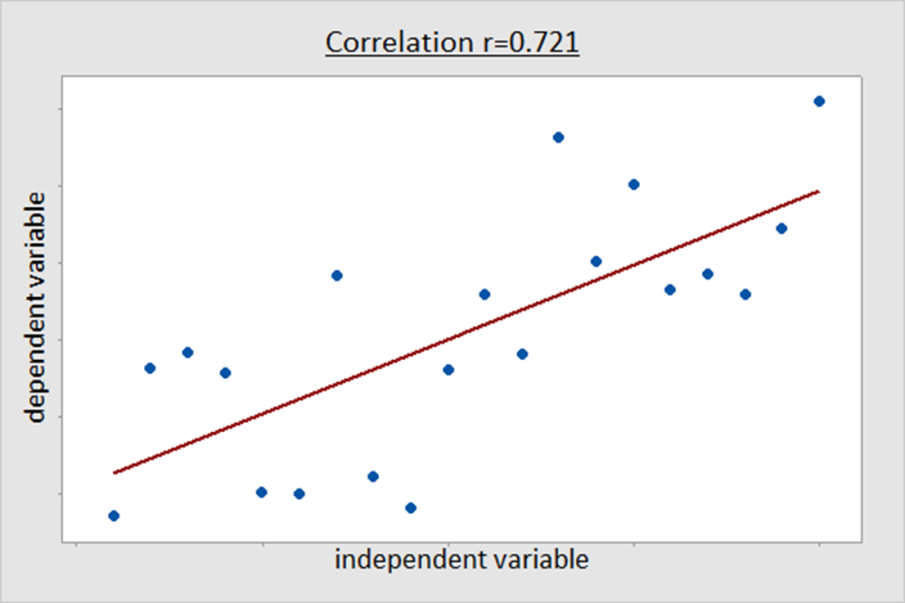 Correlation r=0.721
dependent variable
independent variable